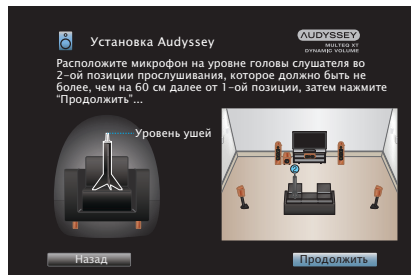 Установка Audyssey
AUDYSSEY
MULTEQ XT
DYNAMIC VOLUME
Расположите микрофон на уровне головы слушателя во
2-ой позиции прослушивания, которое должно быть не
более, чем на 60 см далее от 1-ой позиции, затем нажмите
"Продолжить"...
Уровень ушей
2
Назад
Продолжить